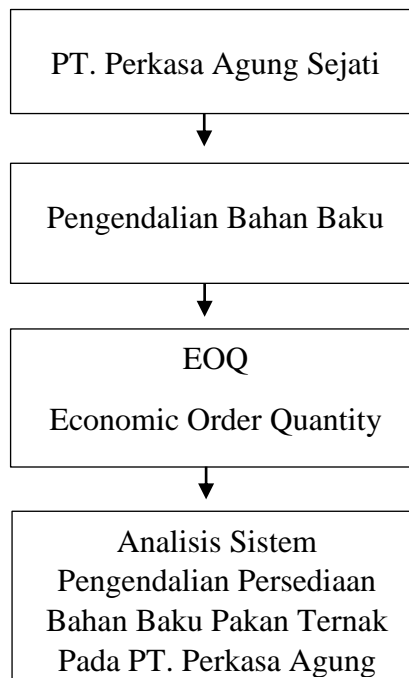 PT. Perkasa Agung Sejati
Pengendalian Bahan Baku
EOQ
Economic Order Quantity
Analisis Sistem
Pengendalian Persediaan
Bahan Baku Pakan Ternak
Pada PT. Perkasa Agung